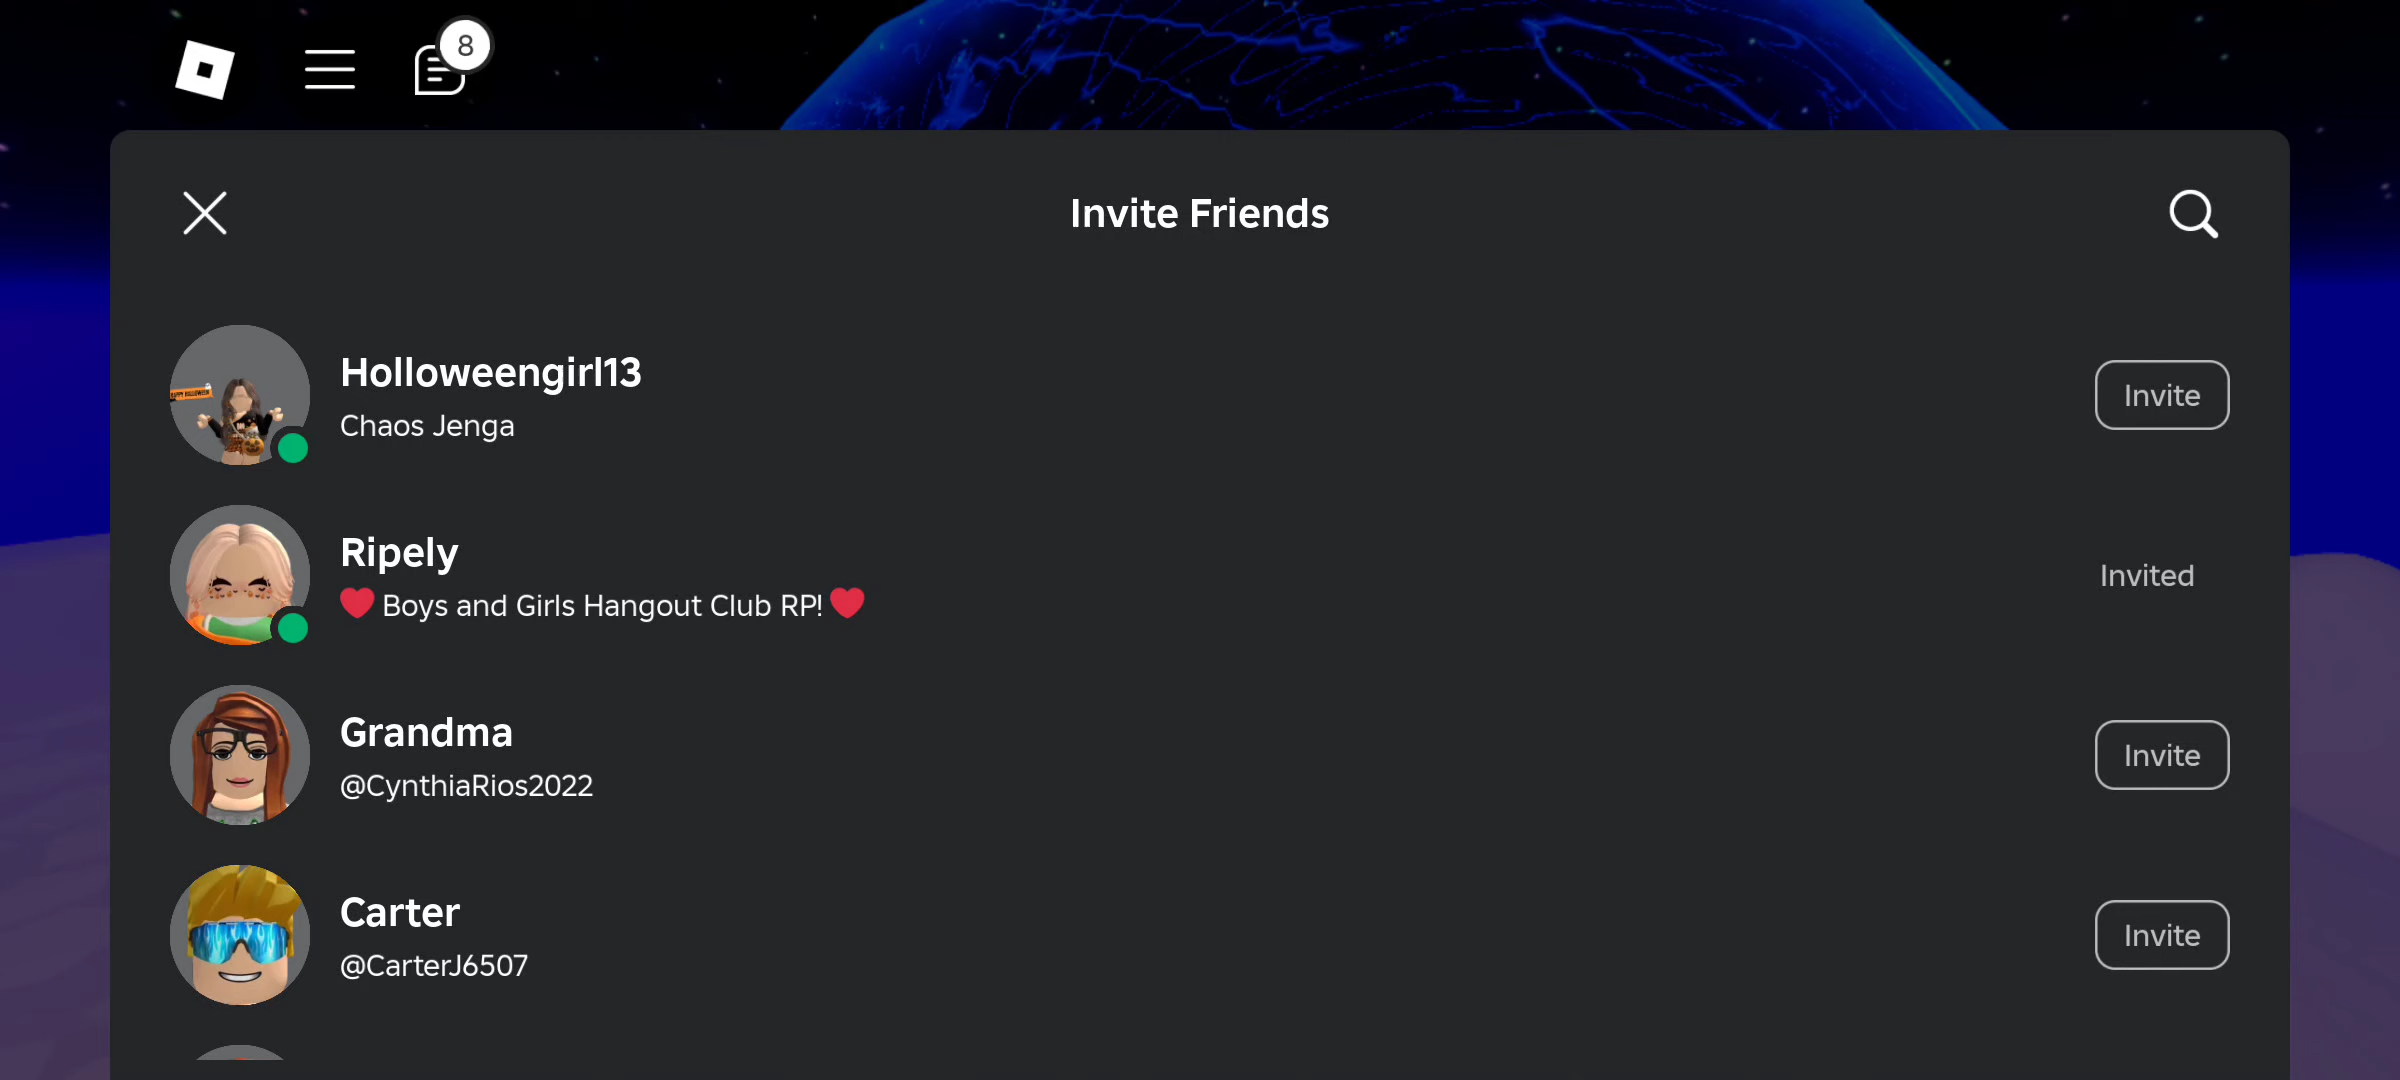 8
Invite Friends
Holloweengirl13
Chaos Jenga
Invite
Ripely
❤️ Boys and Girls Hangout Club RP! ❤️
Invited
Grandma
@CynthiaRios2022
Invite
Carter
@CarterJ6507
Invite